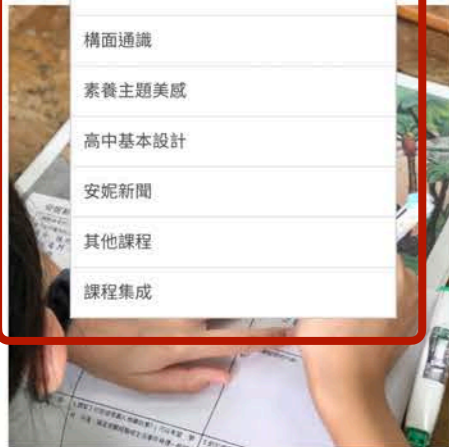 構面通識
素養主題美感
高中基本設計
安妮新聞
其他課程
課程集成